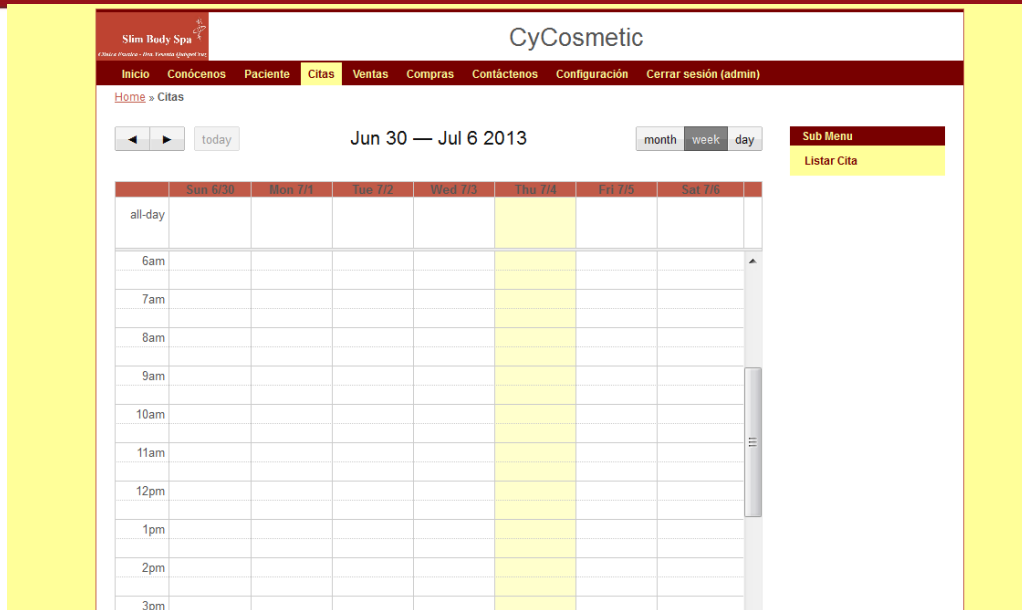 Slim Body Spa
CyCosmetic
Inicio Conócenos Paciente Citas Ventas Compras Contáctenos Configuración Cerrar sesión (admin)
Home » Citas
today
Jun 30 — Jul 6 2013
month week day
Sub Menu
Listar Cita
Sun 6/30 Mon 7/1 Tue 7/2 Wed 7/3 Thu 7/4 Fri 7/5 Sat 7/6
all-day
6am
7am
8am
9am
10am
11am
12pm
1pm
2pm
3pm